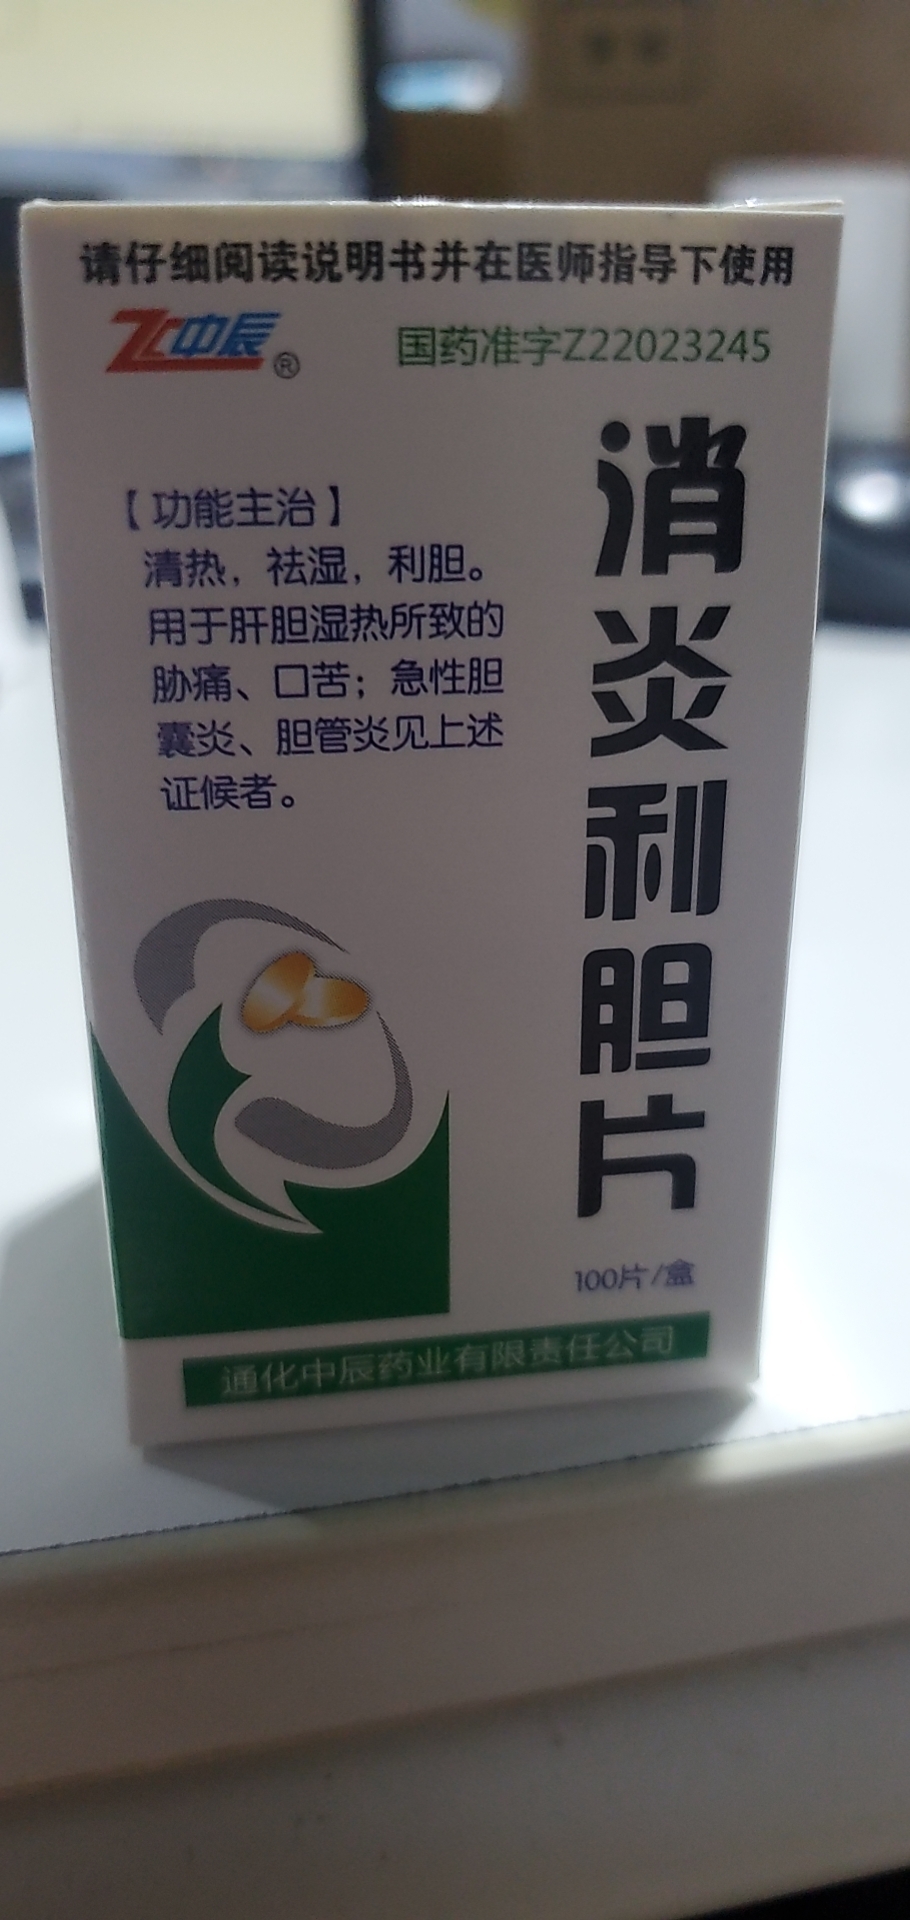 请仔细阅读说明书并在医师指导下使用
ZC中辰®
国药准字Z22023245
消炎利胆片
【功能主治】
清热，祛湿，利胆。
用于肝胆湿热所致的
胁痛、口苦；急性胆
囊炎、胆管炎见上述
证候者。
100片/盒
通化中辰药业有限责任公司